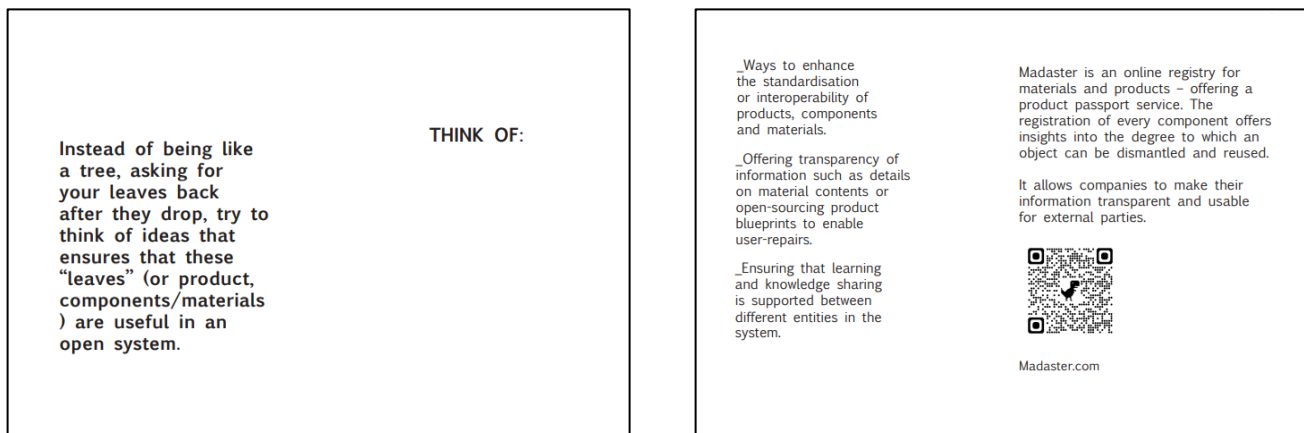 Instead of being like
a tree, asking for
your leaves back
after they drop, try to
think of ideas that
ensures that these
“leaves” (or product,
components/materials
) are useful in an
open system.
THINK OF:
_Ways to enhance
the standardisation
or interoperability of
products, components
and materials.
_Offering transparency of
information such as details
on material contents or
open-sourcing product
blueprints to enable
user-repairs.
_Ensuring that learning
and knowledge sharing
is supported between
different entities in the
system.
Madaster is an online registry for
materials and products – offering a
product passport service. The
registration of every component offers
insights into the degree to which an
object can be dismantled and reused.
It allows companies to make their
information transparent and usable
for external parties.
Madaster.com